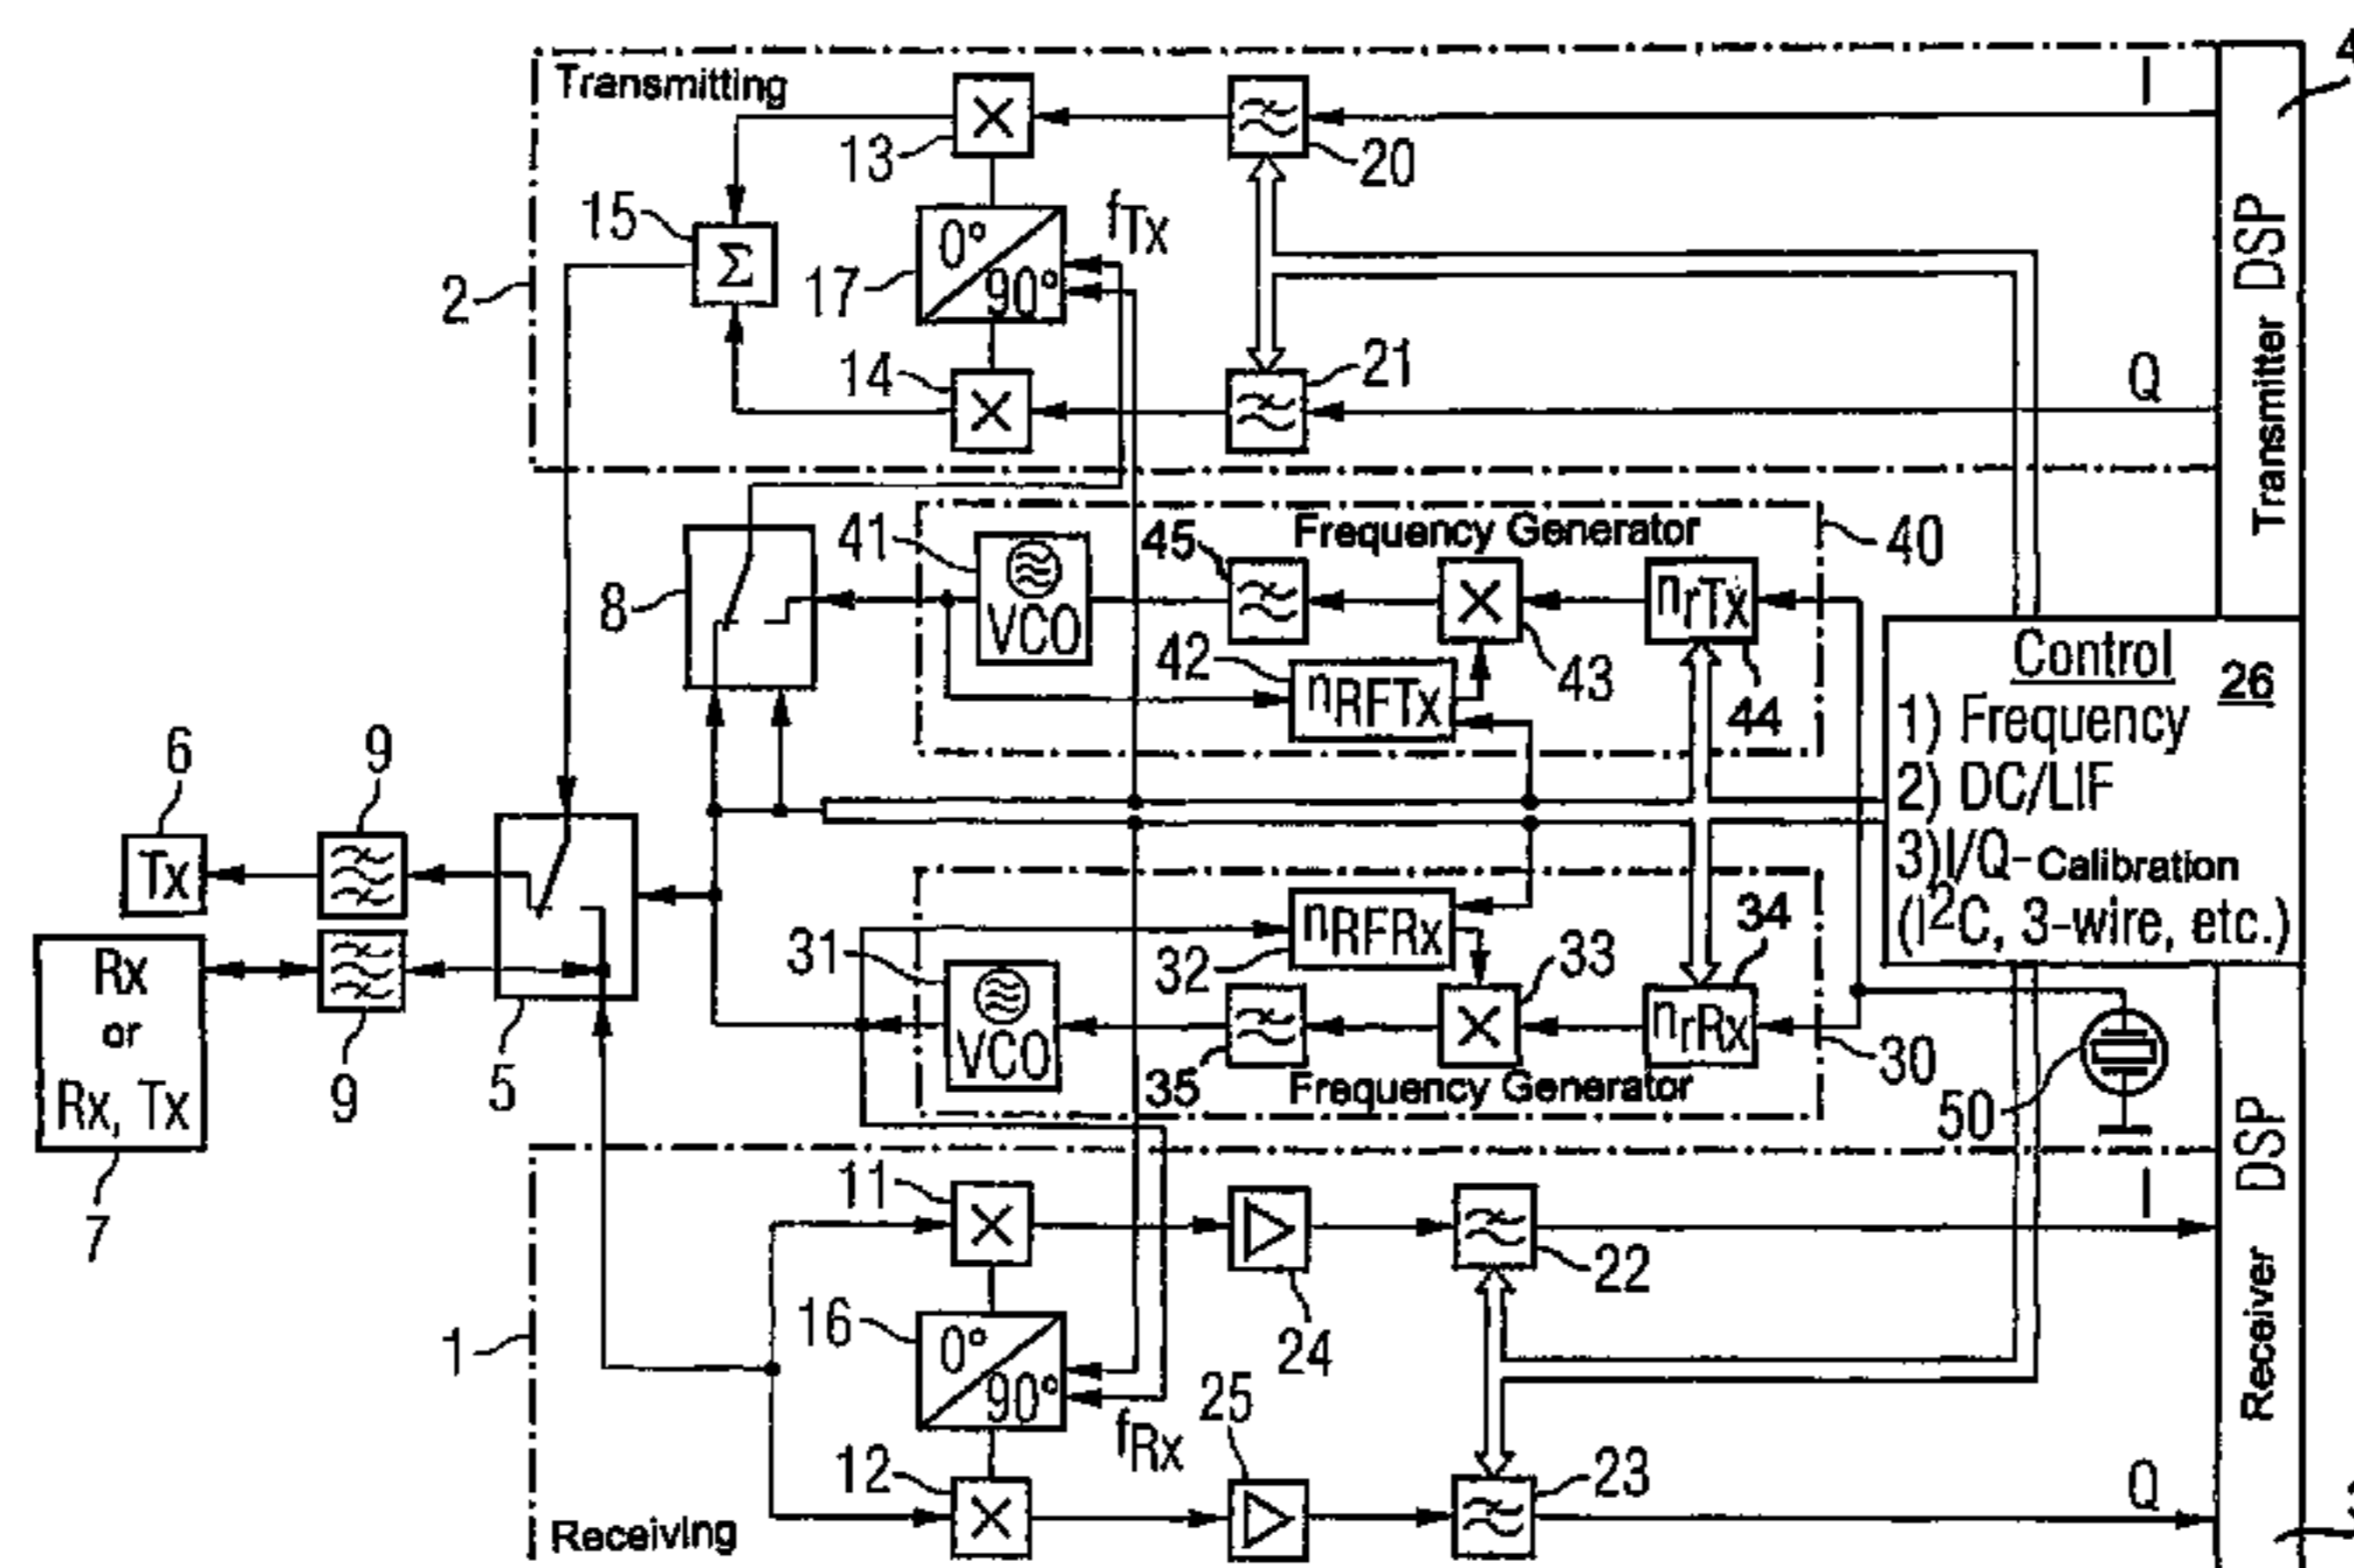 Transmitting
I
4
13
20
15
Σ
17
0°
90°
fTx
2
DSP
Transmitter
14
21
Q
8
41
VCO
45
Frequency Generator
40
nrTx
42
nRFTx
43
44
Control
26
1) Frequency
2) DC/LIF
3)I/Q-Calibration
(I²C, 3-wire, etc.)
6
9
Tx
Rx
or
Rx, Tx
7
9
5
31
VCO
32
nRFRx
33
34
nrRx
35
Frequency Generator
30
50
DSP
Receiver
I
11
24
22
1
16
0°
90°
fRx
12
25
23
Q
Receiving